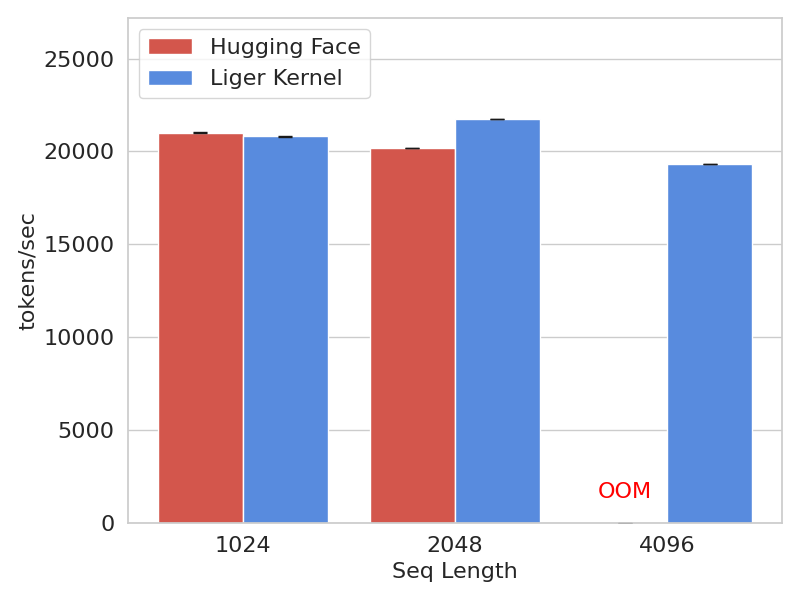 Hugging Face
Liger Kernel
25000
20000
15000
10000
5000
0
tokens/sec
OOM
1024
2048
4096
Seq Length